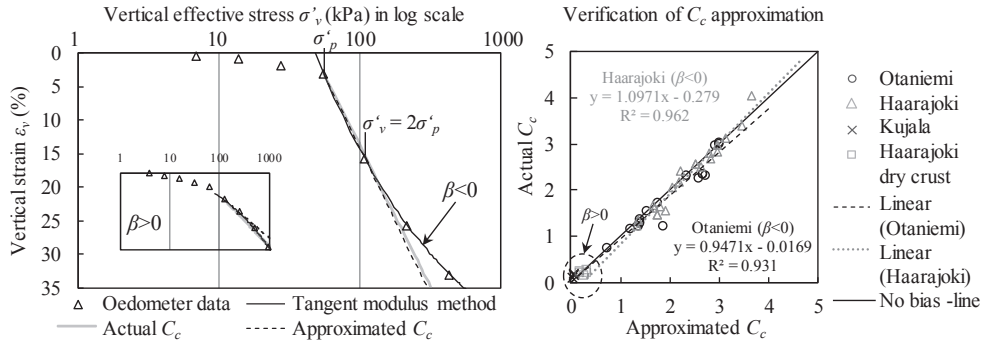 Vertical effective stress σ'v (kPa) in log scale
1 10 100 1000
σ'p
Vertical strain εv (%)
0
5
10
15
20
25
30
35
σ'v = 2σ'p
β<0
1 10 100 1000
β>0
Oedometer data
Tangent modulus method
Actual Cc
Approximated Cc
Verification of Cc approximation
Actual Cc
5
4
3
2
1
0
0 1 2 3 4 5
Approximated Cc
Haarajoki (β<0)
y = 1.0971x - 0.279
R² = 0.962
β>0
Otaniemi (β<0)
y = 0.9471x - 0.0169
R² = 0.931
Otaniemi
Haarajoki
Kujala
Haarajoki
dry crust
Linear
(Otaniemi)
Linear
(Haarajoki)
No bias -line